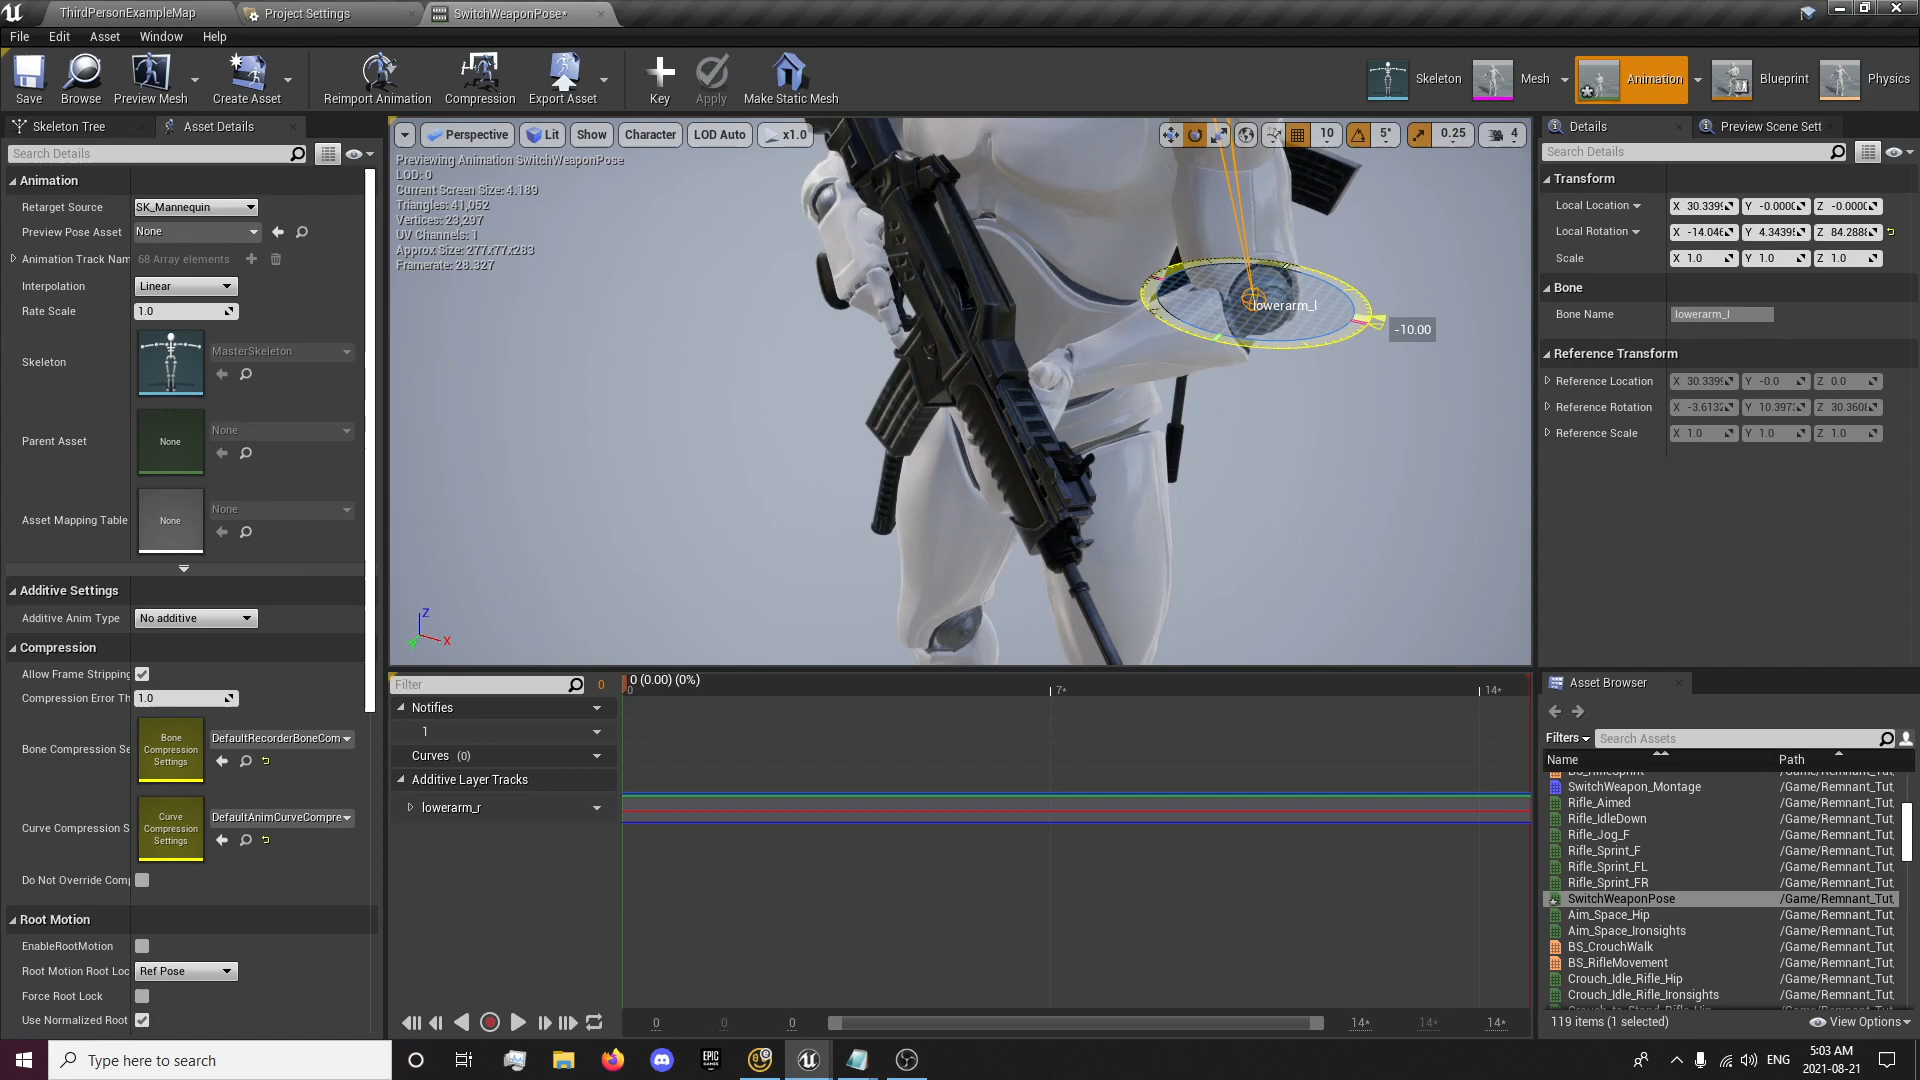 ThirdPersonExampleMap
Project Settings
SwitchWeaponPose*
File Edit Asset Window Help
Save
Browse
Preview Mesh
Create Asset
Reimport Animation
Compression
Export Asset
Key
Apply
Make Static Mesh
Skeleton
Mesh
Animation
Blueprint
Physics
Skeleton Tree
Asset Details
Search Details
Animation
Retarget Source SK_Mannequin
Preview Pose Asset None
Animation Track Nam 68 Array elements
Interpolation Linear
Rate Scale 1.0
Skeleton MasterSkeleton
Parent Asset None None
Asset Mapping Table None None
Additive Settings
Additive Anim Type No additive
Compression
Allow Frame Stripping
Compression Error Th 1.0
Bone Compression Se Bone Compression Settings DefaultRecorderBoneCom
Curve Compression S Curve Compression Settings DefaultAnimCurveCompre
Do Not Override Comp
Root Motion
EnableRootMotion
Root Motion Root Loc Ref Pose
Force Root Lock
Use Normalized Root
Perspective Lit Show Character LOD Auto x1.0
10 5° 0.25 4
Previewing Animation SwitchWeaponPose
LOD: 0
Current Screen Size: 4.189
Triangles: 41,052
Vertices: 23,297
UV Channels: 1
Approx Size: 277x77x283
Framerate: 28.327
lowerarm_l
-10.00
Z
X
Y
Filter 0
0 (0.00) (0%)
0 7* 14*
Notifies
1
Curves (0)
Additive Layer Tracks
lowerarm_r
0 0 0 14* 14* 14*
Details
Preview Scene Sett
Search Details
Transform
Local Location X 30.339 Y -0.000 Z -0.000
Local Rotation X -14.046 Y 4.3439 Z 84.288
Scale X 1.0 Y 1.0 Z 1.0
Bone
Bone Name lowerarm_l
Reference Transform
Reference Location X 30.339 Y -0.0 Z 0.0
Reference Rotation X -3.6132 Y 10.397 Z 30.360
Reference Scale X 1.0 Y 1.0 Z 1.0
Asset Browser
Filters Search Assets
Name Path
BS_RifleSprint /Game/Remnant_Tut
SwitchWeapon_Montage /Game/Remnant_Tut
Rifle_Aimed /Game/Remnant_Tut
Rifle_IdleDown /Game/Remnant_Tut
Rifle_Jog_F /Game/Remnant_Tut
Rifle_Sprint_F /Game/Remnant_Tut
Rifle_Sprint_FL /Game/Remnant_Tut
Rifle_Sprint_FR /Game/Remnant_Tut
SwitchWeaponPose /Game/Remnant_Tut
Aim_Space_Hip /Game/Remnant_Tut
Aim_Space_Ironsights /Game/Remnant_Tut
BS_CrouchWalk /Game/Remnant_Tut
BS_RifleMovement /Game/Remnant_Tut
Crouch_Idle_Rifle_Hip /Game/Remnant_Tut
Crouch_Idle_Rifle_Ironsights /Game/Remnant_Tut
119 items (1 selected) View Options
Type here to search
EPIC GAMES
ENG
5:03 AM
2021-08-21